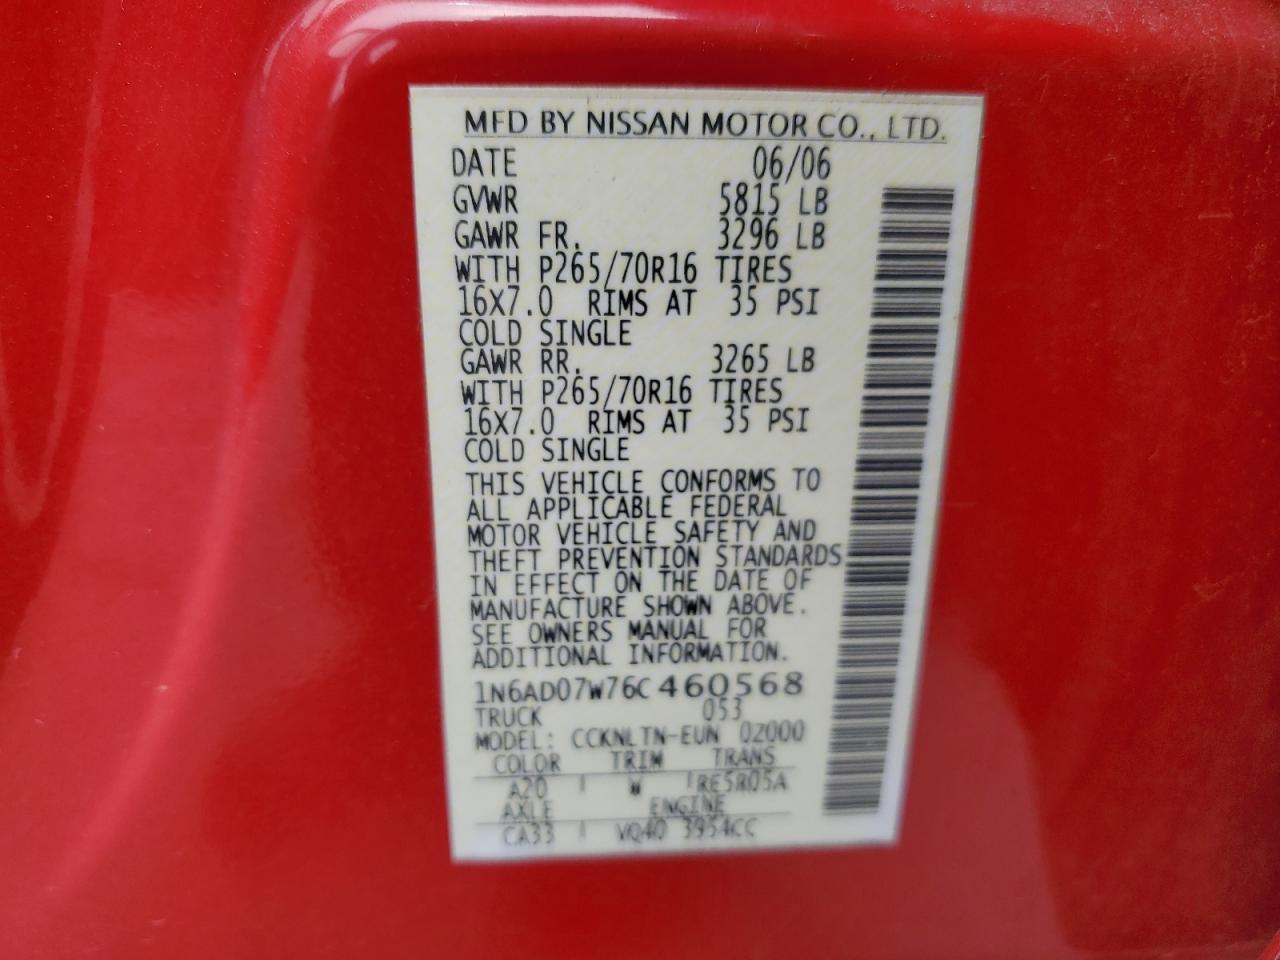 MFD BY NISSAN MOTOR CO., LTD.
DATE 06/06
GVWR 5815 LB
GAWR FR. 3296 LB
WITH P265/70R16 TIRES
16X7.0 RIMS AT 35 PSI
COLD SINGLE
GAWR RR. 3265 LB
WITH P265/70R16 TIRES
16X7.0 RIMS AT 35 PSI
COLD SINGLE
THIS VEHICLE CONFORMS TO
ALL APPLICABLE FEDERAL
MOTOR VEHICLE SAFETY AND
THEFT PREVENTION STANDARDS
IN EFFECT ON THE DATE OF
MANUFACTURE SHOWN ABOVE.
SEE OWNERS MANUAL FOR
ADDITIONAL INFORMATION.
1N6AD07W76C460568
TRUCK 053
MODEL: CCKNLTN-EUN 02000
COLOR TRIM TRANS
A20 W RE5R05A
AXLE ENGINE
CA33 VQ40 3954CC